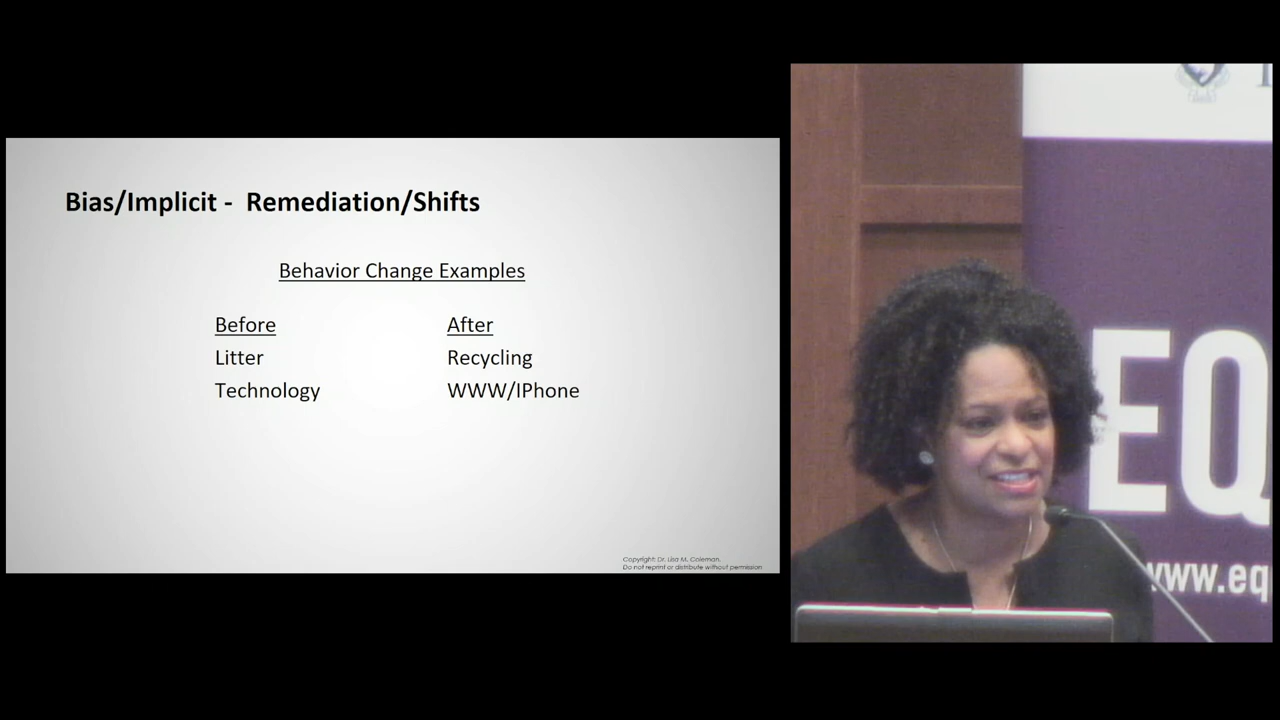 Bias/Implicit - Remediation/Shifts
Behavior Change Examples
Before After
Litter Recycling
Technology WWW/IPhone
Copyright: Dr. Lisa M. Coleman.
Do not reprint or distribute without permission
EQ
www.eq